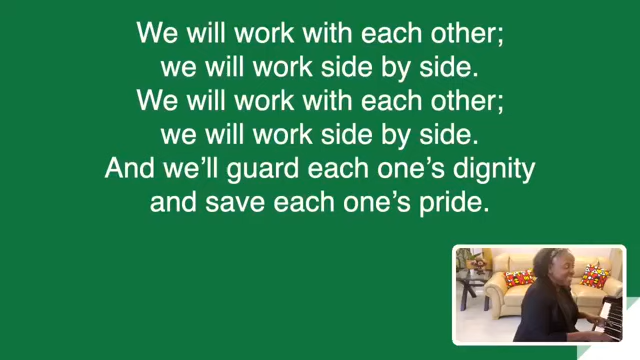 We will work with each other;
we will work side by side.
We will work with each other;
we will work side by side.
And we’ll guard each one’s dignity
and save each one’s pride.